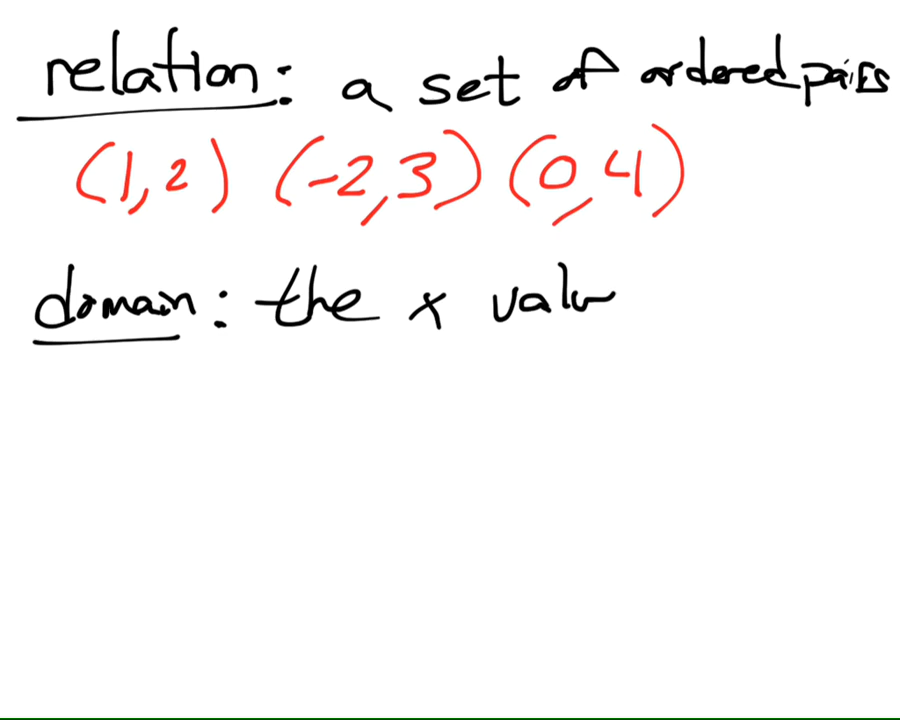 relation: a set of ordered pairs
(1,2) (-2,3) (0,4)
domain: the x valu